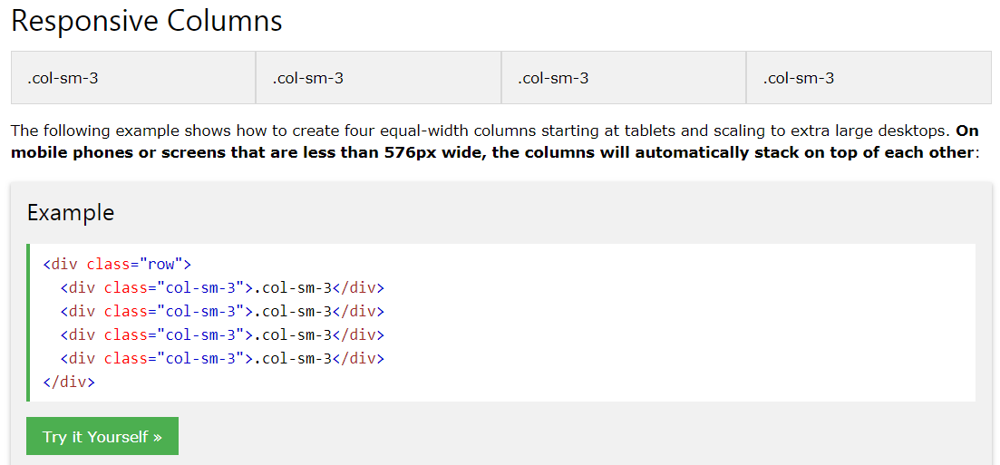 Responsive Columns
.col-sm-3 .col-sm-3 .col-sm-3 .col-sm-3
The following example shows how to create four equal-width columns starting at tablets and scaling to extra large desktops. On
mobile phones or screens that are less than 576px wide, the columns will automatically stack on top of each other:
Example
<div class="row">
  <div class="col-sm-3">.col-sm-3</div>
  <div class="col-sm-3">.col-sm-3</div>
  <div class="col-sm-3">.col-sm-3</div>
  <div class="col-sm-3">.col-sm-3</div>
</div>
Try it Yourself »